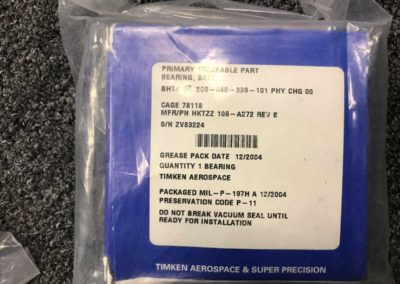 PRIMARY TRACEABLE PART
BEARING, BALL
BHT# 206-040-339-101 PHY CHG 00
CAGE 78118
MFR/PN HKTZZ 106-A272 REV B
S/N ZV83224
GREASE PACK DATE 12/2004
QUANTITY 1 BEARING
TIMKEN AEROSPACE
PACKAGED MIL-P-197H A 12/2004
PRESERVATION CODE P-11
DO NOT BREAK VACUUM SEAL UNTIL
READY FOR INSTALLATION
TIMKEN AEROSPACE & SUPER PRECISION